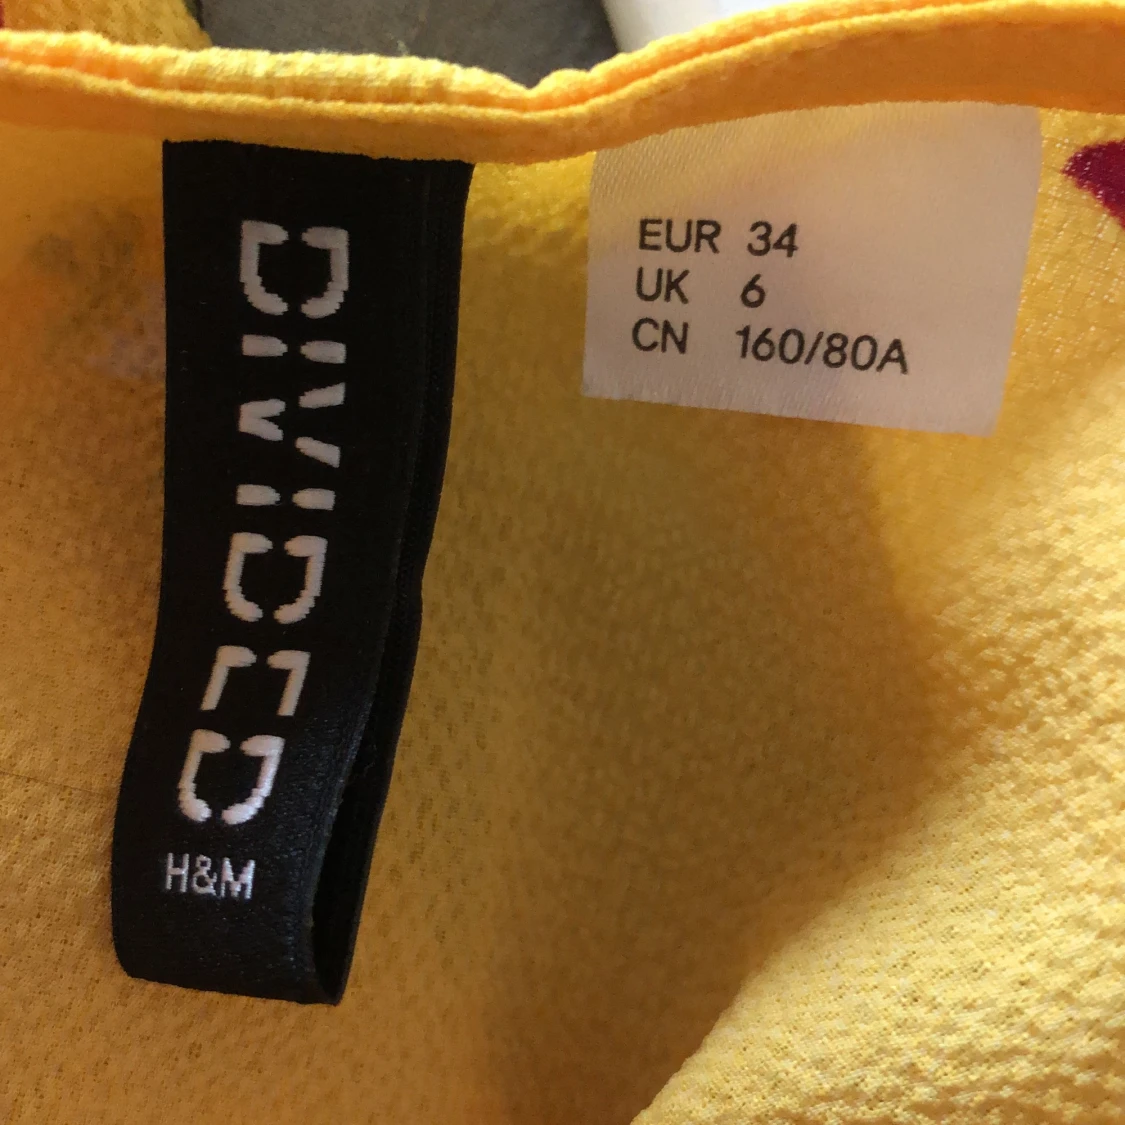 DIVIDED
H&M
EUR 34
UK 6
CN 160/80A